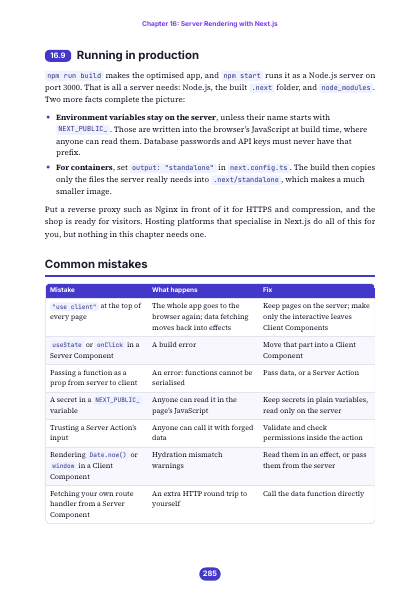 Chapter 16: Server Rendering with Next.js
16.9 Running in production
npm run build makes the optimised app, and npm start runs it as a Node.js server on
port 3000. That is all a server needs: Node.js, the built .next folder, and node_modules.
Two more facts complete the picture:
• Environment variables stay on the server, unless their name starts with
NEXT_PUBLIC_. Those are written into the browser's JavaScript at build time, where
anyone can read them. Database passwords and API keys must never have that
prefix.
• For containers, set output: "standalone" in next.config.ts. The build then copies
only the files the server really needs into .next/standalone, which makes a much
smaller image.
Put a reverse proxy such as Nginx in front of it for HTTPS and compression, and the
shop is ready for visitors. Hosting platforms that specialise in Next.js do all of this for
you, but nothing in this chapter needs one.
Common mistakes
Mistake What happens Fix
"use client" at the top of The whole app goes to the Keep pages on the server; make
every page browser again; data fetching only the interactive leaves
moves back into effects Client Components
useState or onClick in a A build error Move that part into a Client
Server Component Component
Passing a function as a An error: functions cannot be Pass data, or a Server Action
prop from server to client serialised
A secret in a NEXT_PUBLIC_ Anyone can read it in the Keep secrets in plain variables,
variable page's JavaScript read only on the server
Trusting a Server Action's Anyone can call it with forged Validate and check
input data permissions inside the action
Rendering Date.now() or Hydration mismatch Read them in an effect, or pass
window in a Client warnings them from the server
Component
Fetching your own route An extra HTTP round trip to Call the data function directly
handler from a Server yourself
Component
285